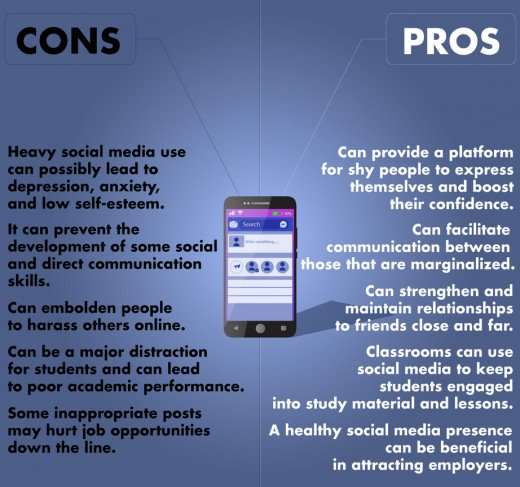 CONS
Heavy social media use
can possibly lead to
depression, anxiety,
and low self-esteem.
It can prevent the
development of some social
and direct communication
skills.
Can embolden people
to harass others online.
Can be a major distraction
for students and can lead
to poor academic performance.
Some inappropriate posts
may hurt job opportunities
down the line.
Search
Write something....
PROS
Can provide a platform
for shy people to express
themselves and boost
their confidence.
Can facilitate
communication between
those that are marginalized.
Can strengthen and
maintain relationships
to friends close and far.
Classrooms can use
social media to keep
students engaged
into study material and lessons.
A healthy social media presence
can be beneficial
in attracting employers.